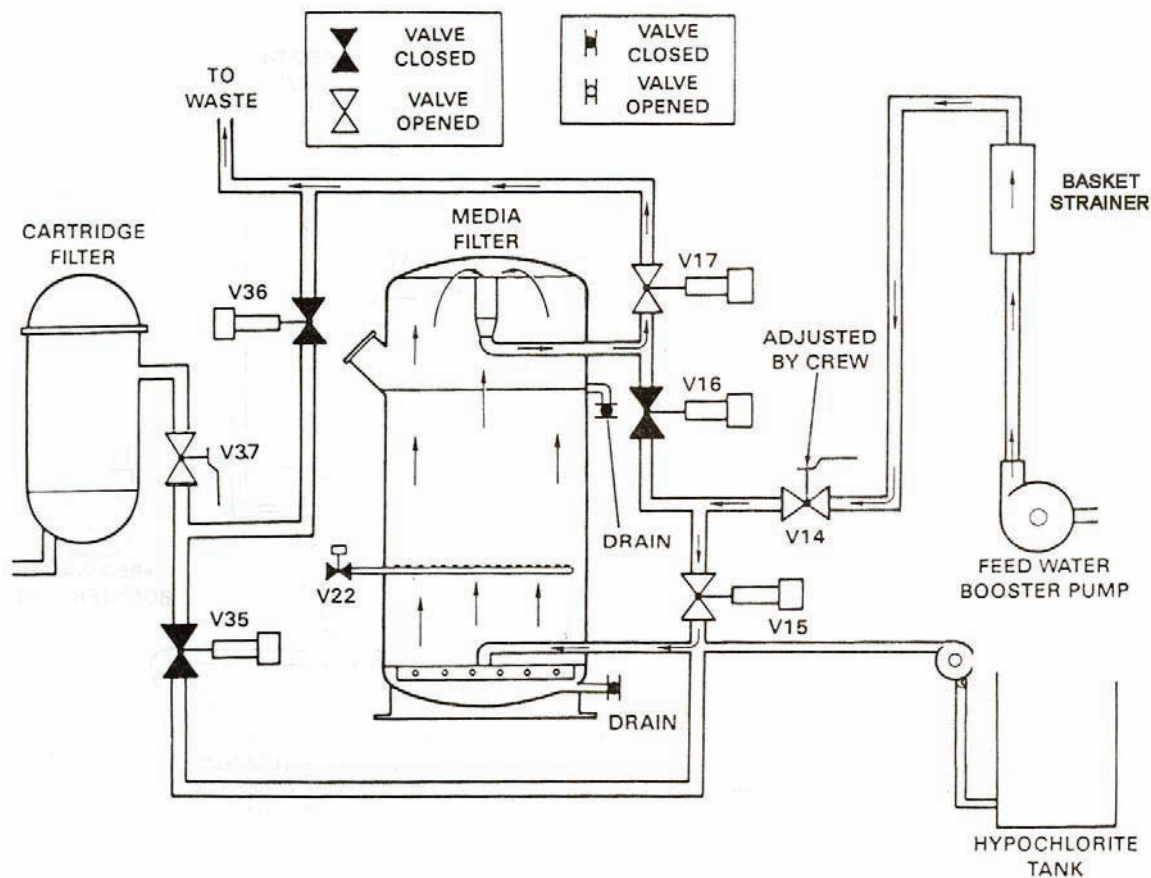 VALVE
CLOSED
VALVE
OPENED
VALVE
CLOSED
VALVE
OPENED
TO
WASTE
BASKET
STRAINER
CARTRIDGE
FILTER
MEDIA
FILTER
V17
V36
ADJUSTED
BY CREW
V16
V37
DRAIN
V14
FEED WATER
BOOSTER PUMP
V22
V15
V35
DRAIN
HYPOCHLORITE
TANK